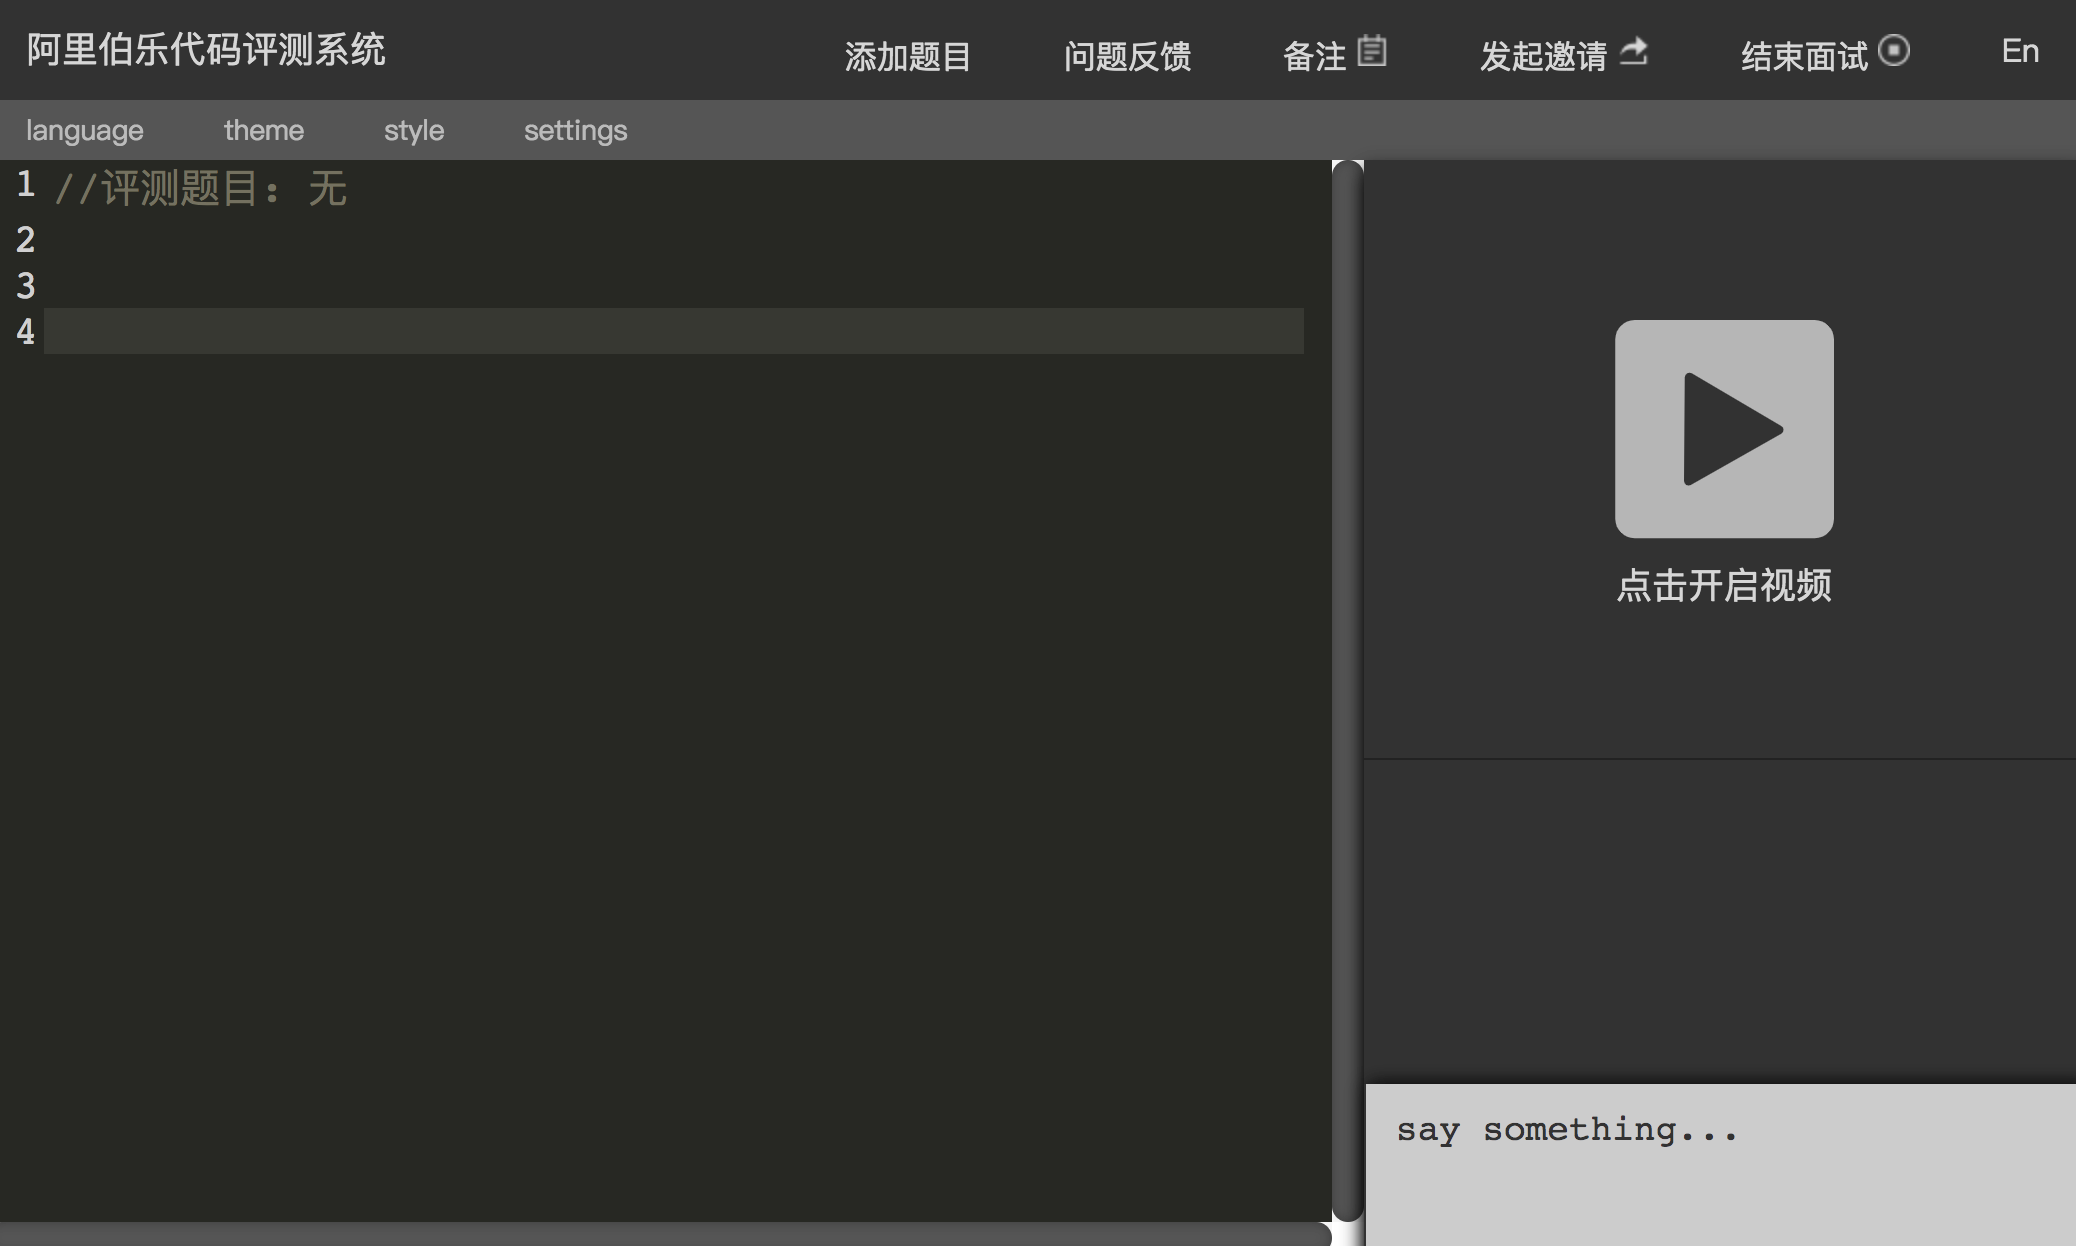 阿里伯乐代码评测系统
添加题目 问题反馈 备注 发起邀请 结束面试 En
language theme style settings
1 //评测题目: 无
2
3
4
点击开启视频
say something...